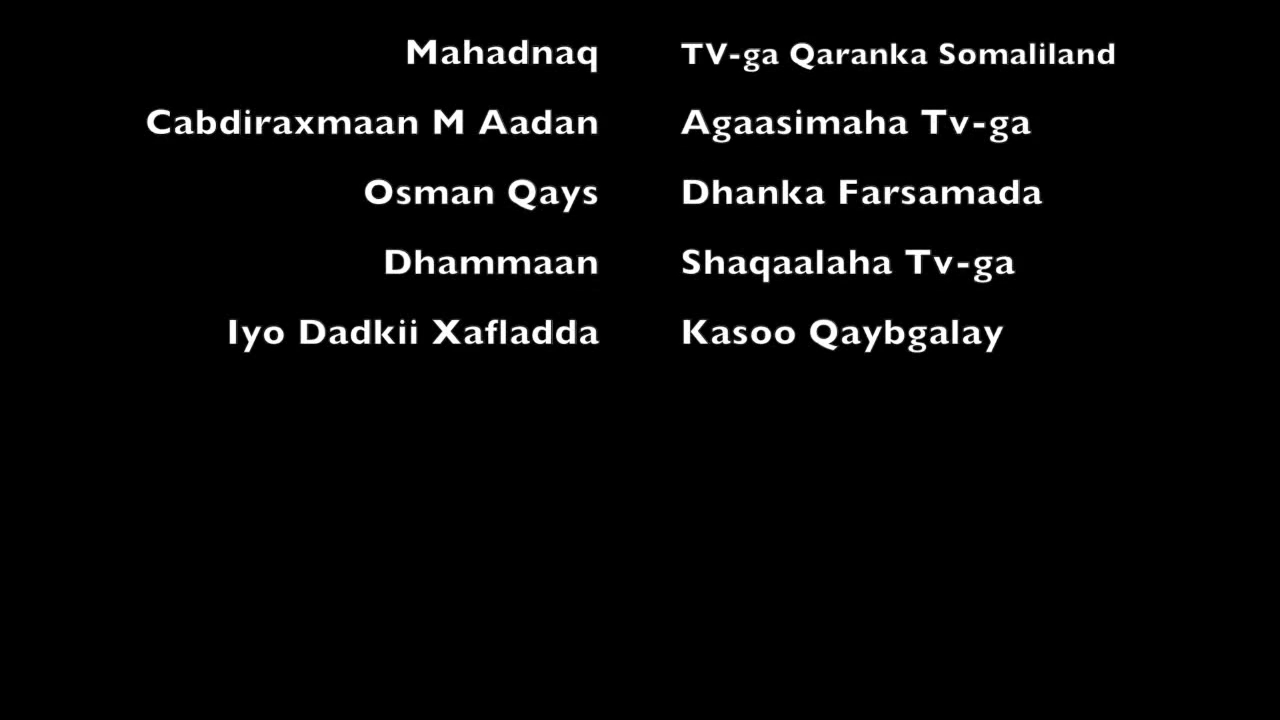 Mahadnaq TV-ga Qaranka Somaliland
Cabdiraxmaan M Aadan Agaasimaha Tv-ga
Osman Qays Dhanka Farsamada
Dhammaan Shaqaalaha Tv-ga
Iyo Dadkii Xafladda Kasoo Qaybgalay